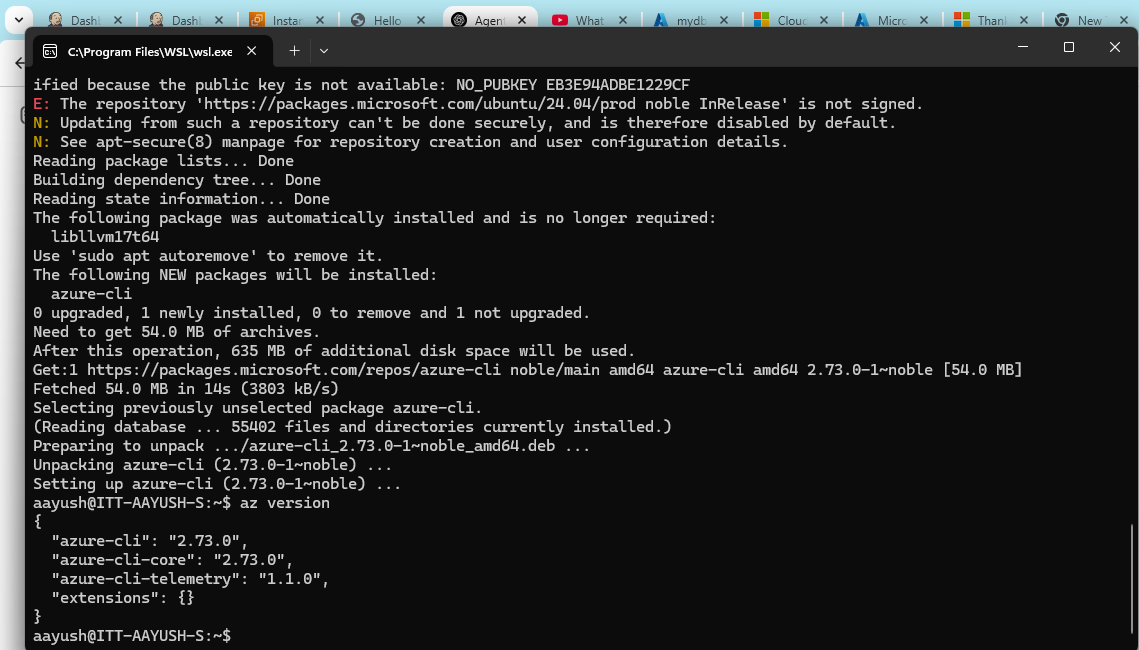 Dashl
Dashl
Instar
Hello
Agent
What
mydb
Cloud
Micro
Thanl
New
C:\Program Files\WSL\wsl.exe
ified because the public key is not available: NO_PUBKEY EB3E94ADBE1229CF
E: The repository 'https://packages.microsoft.com/ubuntu/24.04/prod noble InRelease' is not signed.
N: Updating from such a repository can't be done securely, and is therefore disabled by default.
N: See apt-secure(8) manpage for repository creation and user configuration details.
Reading package lists... Done
Building dependency tree... Done
Reading state information... Done
The following package was automatically installed and is no longer required:
  libllvm17t64
Use 'sudo apt autoremove' to remove it.
The following NEW packages will be installed:
  azure-cli
0 upgraded, 1 newly installed, 0 to remove and 1 not upgraded.
Need to get 54.0 MB of archives.
After this operation, 635 MB of additional disk space will be used.
Get:1 https://packages.microsoft.com/repos/azure-cli noble/main amd64 azure-cli amd64 2.73.0-1~noble [54.0 MB]
Fetched 54.0 MB in 14s (3803 kB/s)
Selecting previously unselected package azure-cli.
(Reading database ... 55402 files and directories currently installed.)
Preparing to unpack .../azure-cli_2.73.0-1~noble_amd64.deb ...
Unpacking azure-cli (2.73.0-1~noble) ...
Setting up azure-cli (2.73.0-1~noble) ...
aayush@ITT-AAYUSH-S:~$ az version
{
  "azure-cli": "2.73.0",
  "azure-cli-core": "2.73.0",
  "azure-cli-telemetry": "1.1.0",
  "extensions": {}
}
aayush@ITT-AAYUSH-S:~$